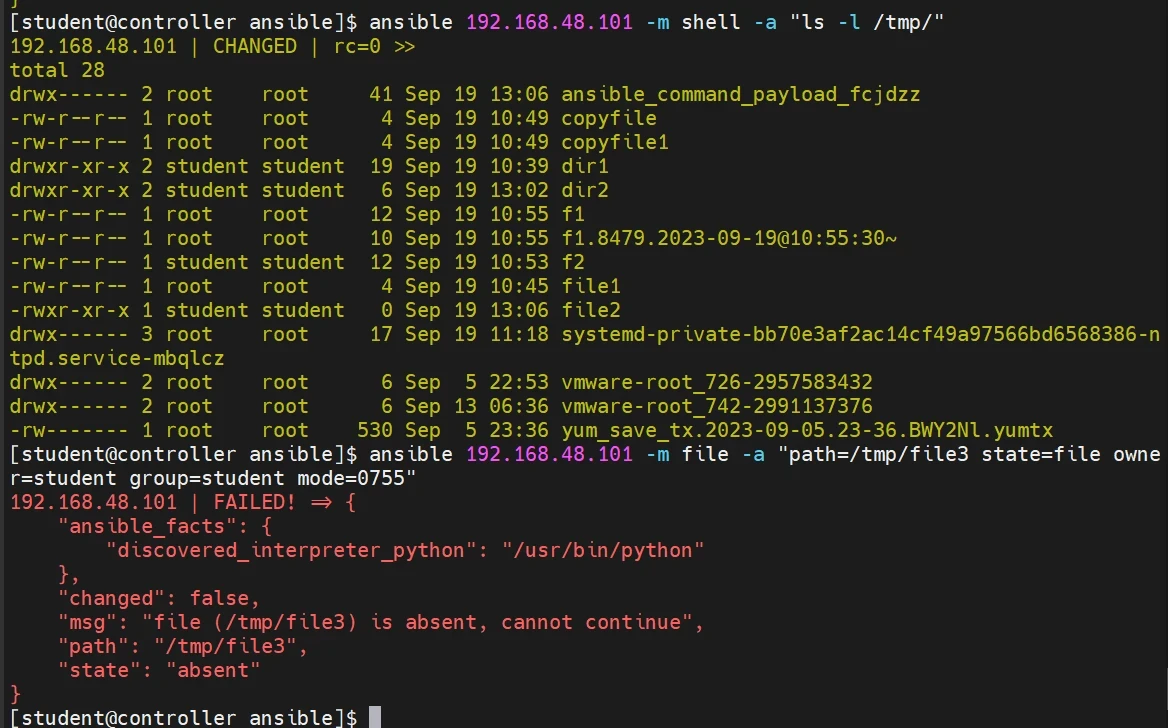 }
[student@controller ansible]$ ansible 192.168.48.101 -m shell -a "ls -l /tmp/"
192.168.48.101 | CHANGED | rc=0 >>
total 28
drwx------ 2 root    root     41 Sep 19 13:06 ansible_command_payload_fcjdzz
-rw-r--r-- 1 root    root      4 Sep 19 10:49 copyfile
-rw-r--r-- 1 root    root      4 Sep 19 10:49 copyfile1
drwxr-xr-x 2 student student  19 Sep 19 10:39 dir1
drwxr-xr-x 2 student student   6 Sep 19 13:02 dir2
-rw-r--r-- 1 root    root     12 Sep 19 10:55 f1
-rw-r--r-- 1 root    root     10 Sep 19 10:55 f1.8479.2023-09-19@10:55:30~
-rw-r--r-- 1 student student  12 Sep 19 10:53 f2
-rw-r--r-- 1 root    root      4 Sep 19 10:45 file1
-rwxr-xr-x 1 student student   0 Sep 19 13:06 file2
drwx------ 3 root    root     17 Sep 19 11:18 systemd-private-bb70e3af2ac14cf49a97566bd6568386-n
tpd.service-mbqlcz
drwx------ 2 root    root      6 Sep  5 22:53 vmware-root_726-2957583432
drwx------ 2 root    root      6 Sep 13 06:36 vmware-root_742-2991137376
-rw------- 1 root    root    530 Sep  5 23:36 yum_save_tx.2023-09-05.23-36.BWY2Nl.yumtx
[student@controller ansible]$ ansible 192.168.48.101 -m file -a "path=/tmp/file3 state=file owne
r=student group=student mode=0755"
192.168.48.101 | FAILED! => {
    "ansible_facts": {
        "discovered_interpreter_python": "/usr/bin/python"
    },
    "changed": false,
    "msg": "file (/tmp/file3) is absent, cannot continue",
    "path": "/tmp/file3",
    "state": "absent"
}
[student@controller ansible]$